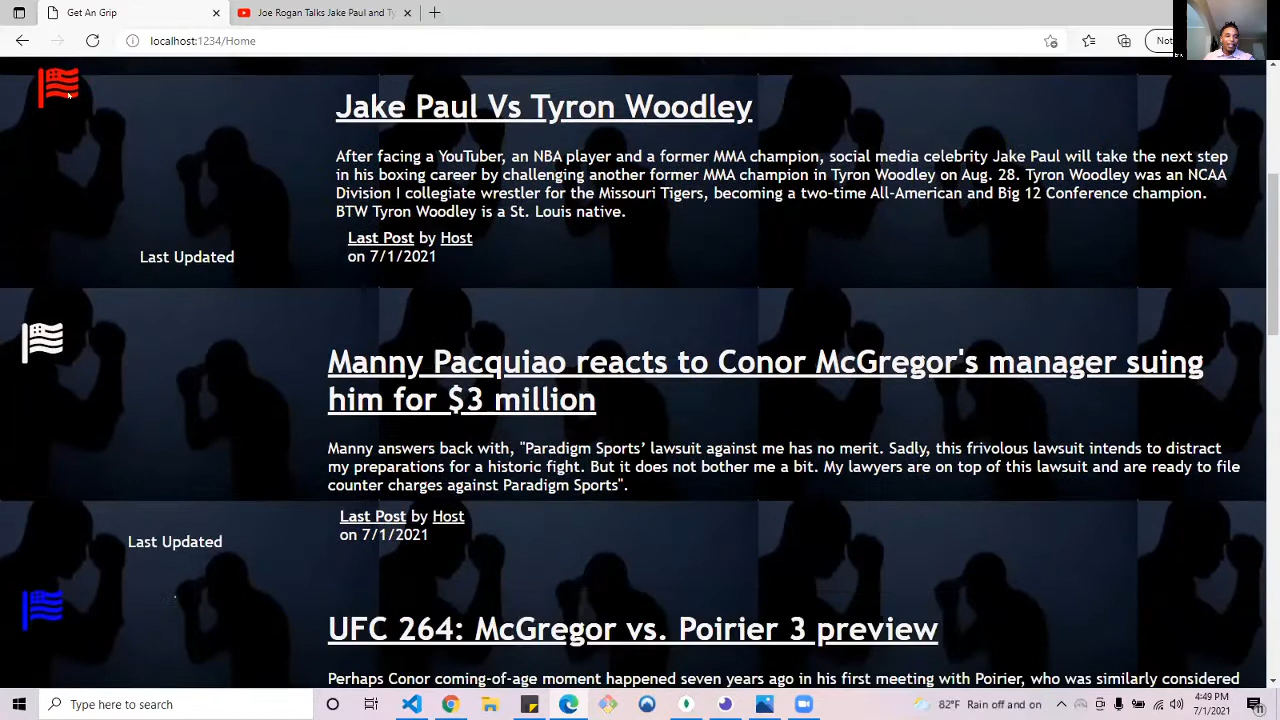 Get An Grip
Joe Rogan Talks Jake Paul and Ty
localhost:1234/Home
Not
Jake Paul Vs Tyron Woodley
After facing a YouTuber, an NBA player and a former MMA champion, social media celebrity Jake Paul will take the next step
in his boxing career by challenging another former MMA champion in Tyron Woodley on Aug. 28. Tyron Woodley was an NCAA
Division I collegiate wrestler for the Missouri Tigers, becoming a two-time All-American and Big 12 Conference champion.
BTW Tyron Woodley is a St. Louis native.
Last Post by Host
on 7/1/2021
Last Updated
Manny Pacquiao reacts to Conor McGregor's manager suing
him for $3 million
Manny answers back with, "Paradigm Sports’ lawsuit against me has no merit. Sadly, this frivolous lawsuit intends to distract
my preparations for a historic fight. But it does not bother me a bit. My lawyers are on top of this lawsuit and are ready to file
counter charges against Paradigm Sports".
Last Post by Host
on 7/1/2021
Last Updated
UFC 264: McGregor vs. Poirier 3 preview
Perhaps Conor coming-of-age moment happened seven years ago in his first meeting with Poirier, who was similarly considered
Type here to search
82°F Rain off and on
4:49 PM
7/1/2021